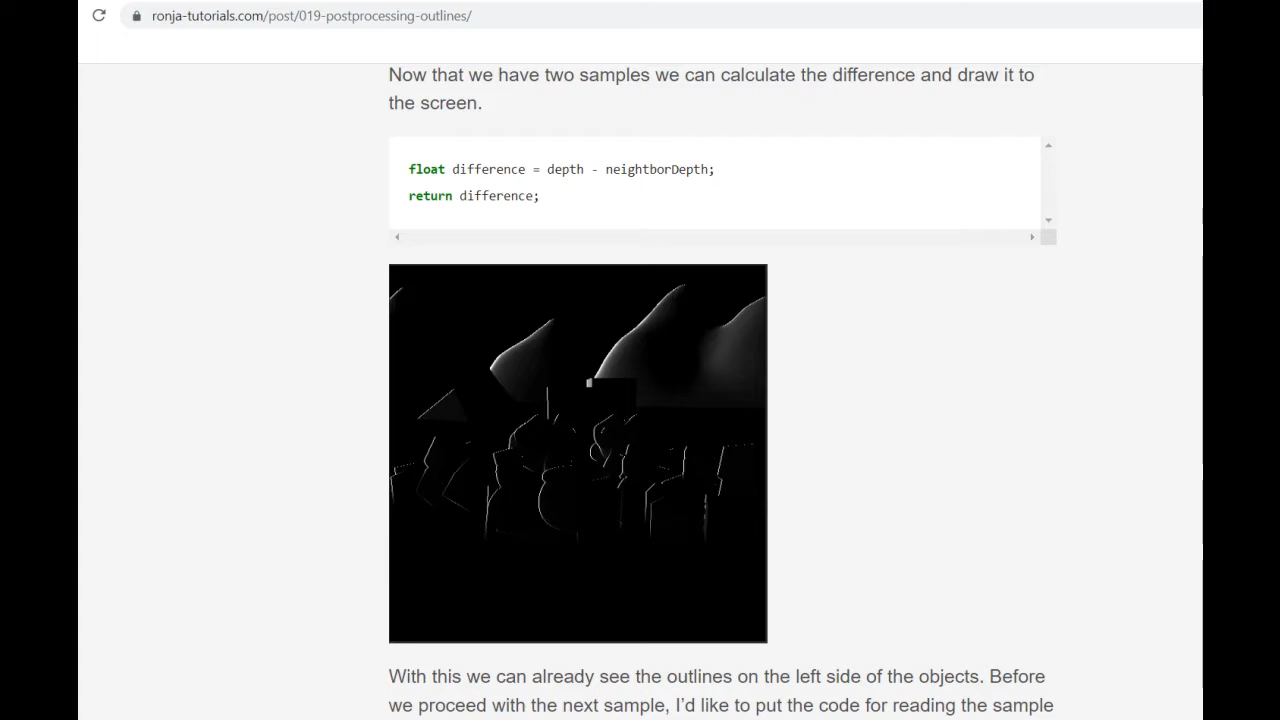 ronja-tutorials.com/post/019-postprocessing-outlines/
Now that we have two samples we can calculate the difference and draw it to
the screen.
float difference = depth - neightborDepth;
return difference;
With this we can already see the outlines on the left side of the objects. Before
we proceed with the next sample, I’d like to put the code for reading the sample